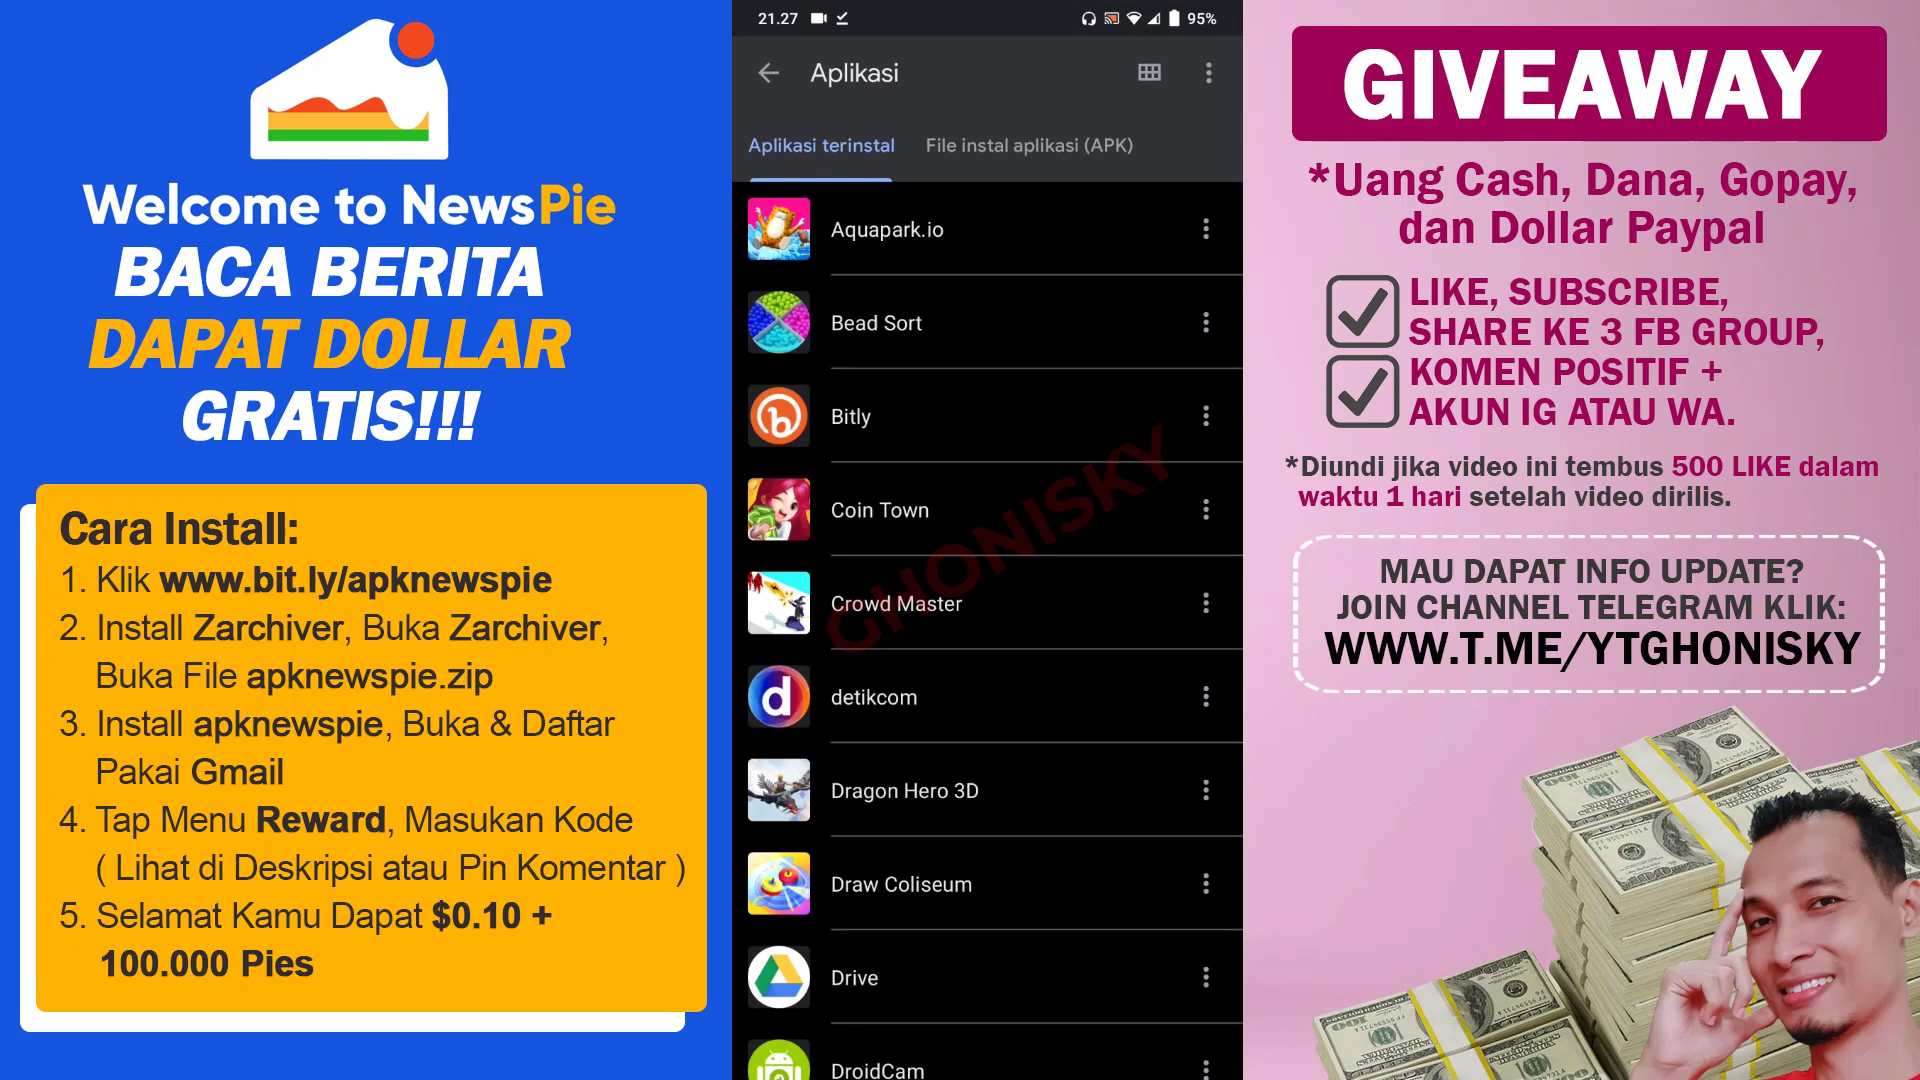 Welcome to NewsPie
BACA BERITA
DAPAT DOLLAR
GRATIS!!!
Cara Install:
1. Klik www.bit.ly/apknewspie
2. Install Zarchiver, Buka Zarchiver,
Buka File apknewspie.zip
3. Install apknewspie, Buka & Daftar
Pakai Gmail
4. Tap Menu Reward, Masukan Kode
( Lihat di Deskripsi atau Pin Komentar )
5. Selamat Kamu Dapat $0.10 +
100.000 Pies
21.27
95%
Aplikasi
Aplikasi terinstal
File instal aplikasi (APK)
Aquapark.io
Bead Sort
Bitly
Coin Town
Crowd Master
detikcom
Dragon Hero 3D
Draw Coliseum
Drive
DroidCam
GHONISKY
GIVEAWAY
*Uang Cash, Dana, Gopay,
dan Dollar Paypal
LIKE, SUBSCRIBE,
SHARE KE 3 FB GROUP,
KOMEN POSITIF +
AKUN IG ATAU WA.
*Diundi jika video ini tembus 500 LIKE dalam
waktu 1 hari setelah video dirilis.
MAU DAPAT INFO UPDATE?
JOIN CHANNEL TELEGRAM KLIK:
WWW.T.ME/YTGHONISKY